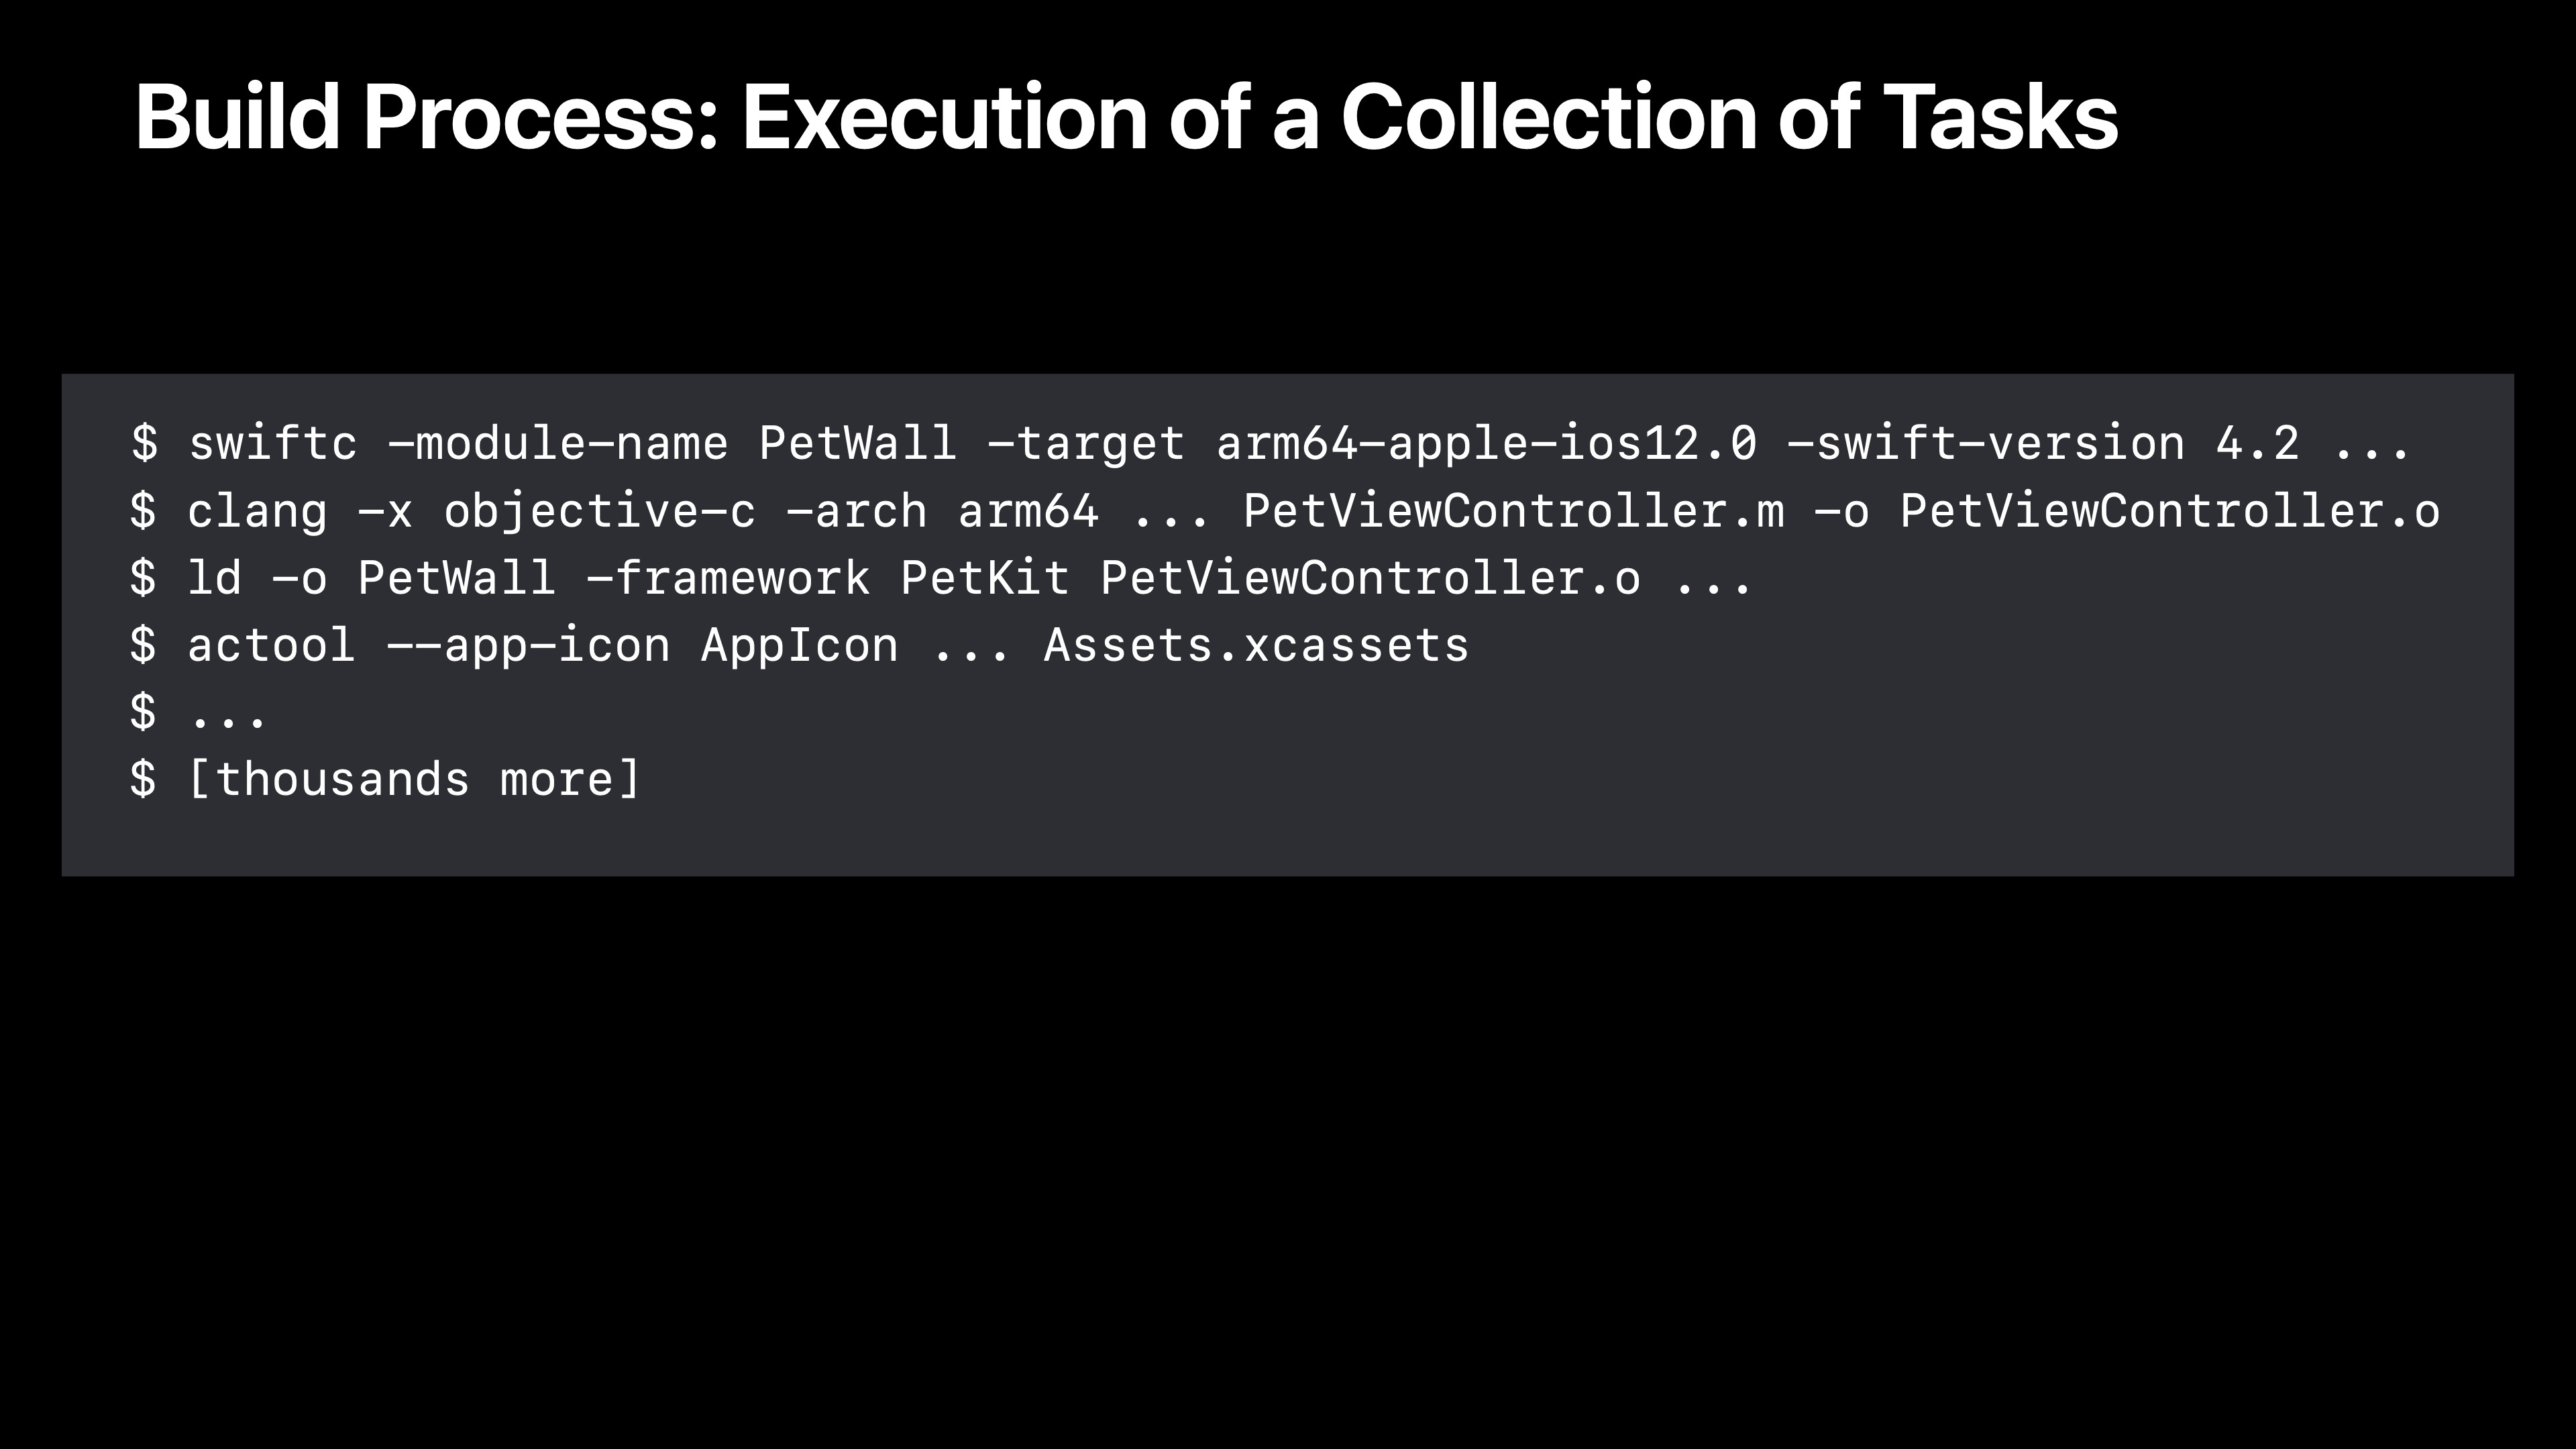 Build Process: Execution of a Collection of Tasks
$ swiftc -module-name PetWall -target arm64-apple-ios12.0 -swift-version 4.2 ...
$ clang -x objective-c -arch arm64 ... PetViewController.m -o PetViewController.o
$ ld -o PetWall -framework PetKit PetViewController.o ...
$ actool --app-icon AppIcon ... Assets.xcassets
$ ...
$ [thousands more]